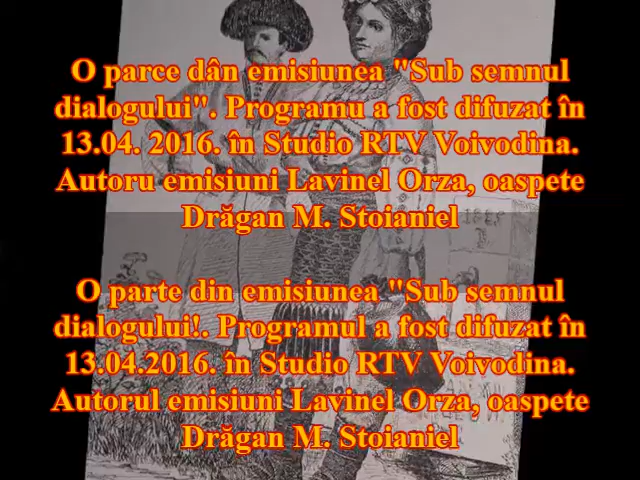 O parce dân emisiunea "Sub semnul
dialogului". Programu a fost difuzat în
13.04. 2016. în Studio RTV Voivodina.
Autoru emisiuni Lavinel Orza, oaspete
Drăgan M. Stoianiel
O parte din emisiunea "Sub semnul
dialogului!. Programul a fost difuzat în
13.04.2016. în Studio RTV Voivodina.
Autorul emisiuni Lavinel Orza, oaspete
Drăgan M. Stoianiel